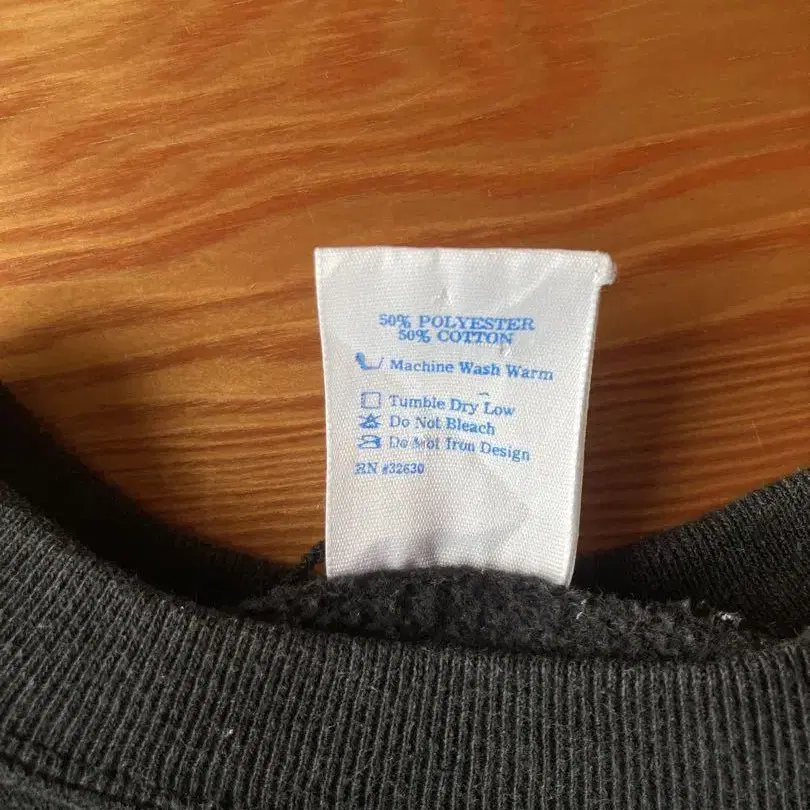 50% POLYESTER
50% COTTON
Machine Wash Warm
Tumble Dry Low
Do Not Bleach
Do Not Iron Design
RN #32630